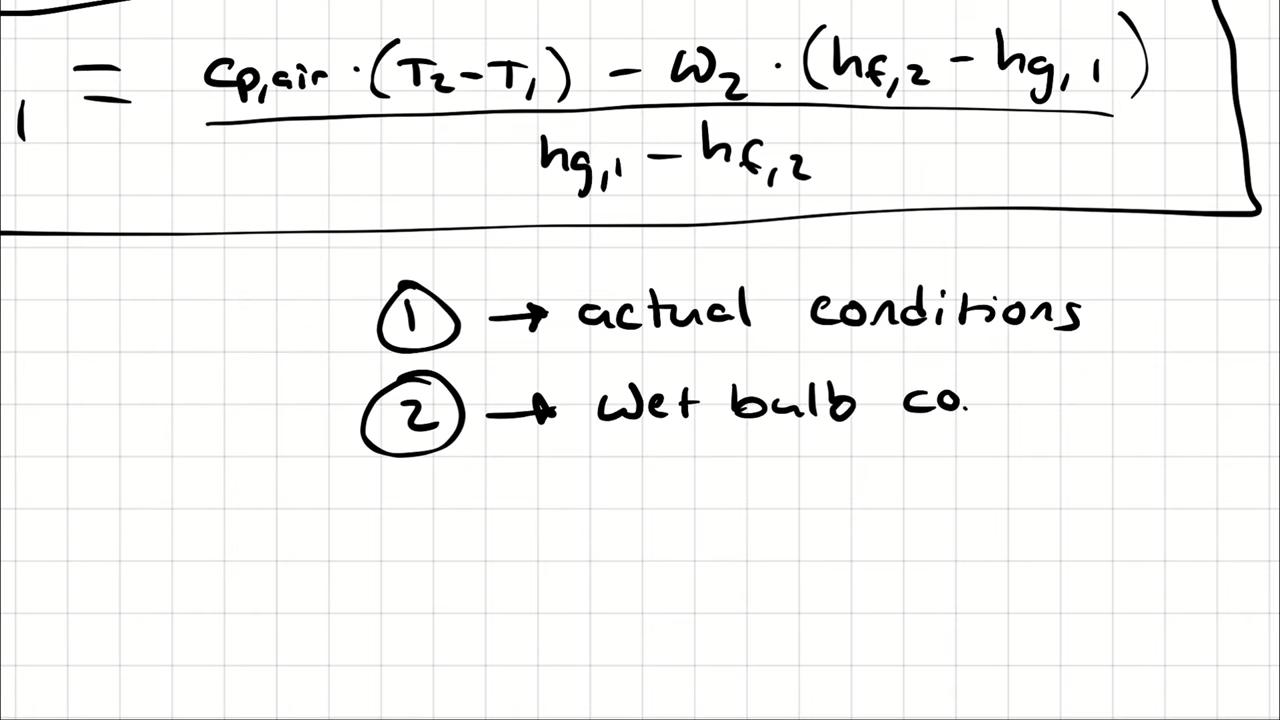 1 = cp,air · (T2 - T1) - ω2 · (hf,2 - hg,1)
hg,1 - hf,2
1 → actual conditions
2 → wet bulb co.